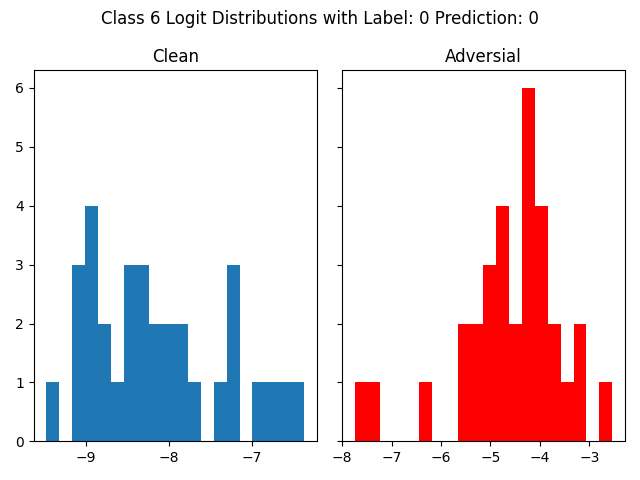 Class 6 Logit Distributions with Label: 0 Prediction: 0
Clean
Adversial
6
5
4
3
2
1
0
−9 −8 −7
−8 −7 −6 −5 −4 −3